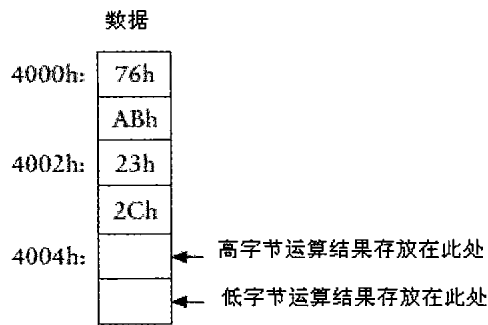 数据
4000h: 76h
ABh
4002h: 23h
2Ch
4004h: 高字节运算结果存放在此处
低字节运算结果存放在此处